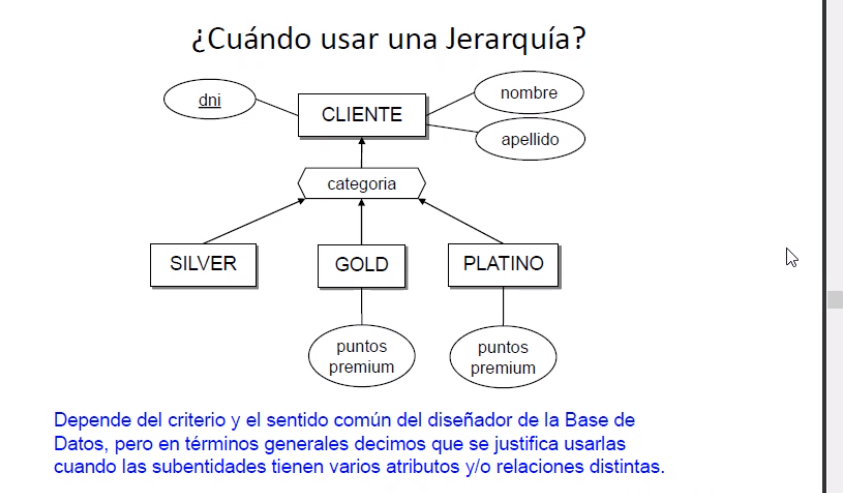 ¿Cuándo usar una Jerarquía?
dni
CLIENTE
nombre
apellido
categoria
SILVER
GOLD
PLATINO
puntos
premium
puntos
premium
Depende del criterio y el sentido común del diseñador de la Base de
Datos, pero en términos generales decimos que se justifica usarlas
cuando las subentidades tienen varios atributos y/o relaciones distintas.